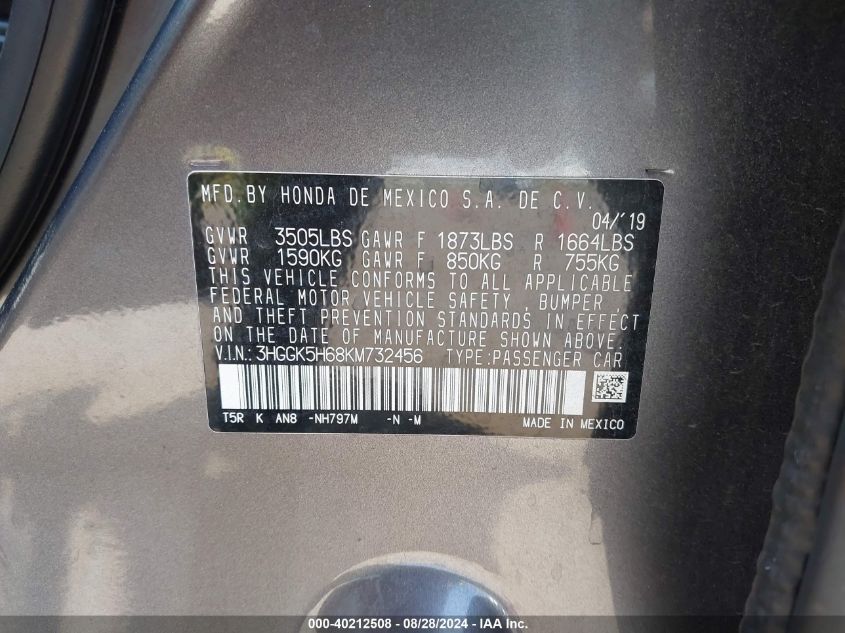 MFD.BY HONDA DE MEXICO S.A. DE C.V.
04/'19
GVWR 3505LBS GAWR F 1873LBS R 1664LBS
GVWR 1590KG GAWR F 850KG R 755KG
THIS VEHICLE CONFORMS TO ALL APPLICABLE
FEDERAL MOTOR VEHICLE SAFETY, BUMPER,
AND THEFT PREVENTION STANDARDS IN EFFECT
ON THE DATE OF MANUFACTURE SHOWN ABOVE.
V.I.N.: 3HGGK5H68KM732456 TYPE:PASSENGER CAR
T5R K AN8 -NH797M -N -M MADE IN MEXICO
000-40212508 / 08/28/2024 - IAA Inc.